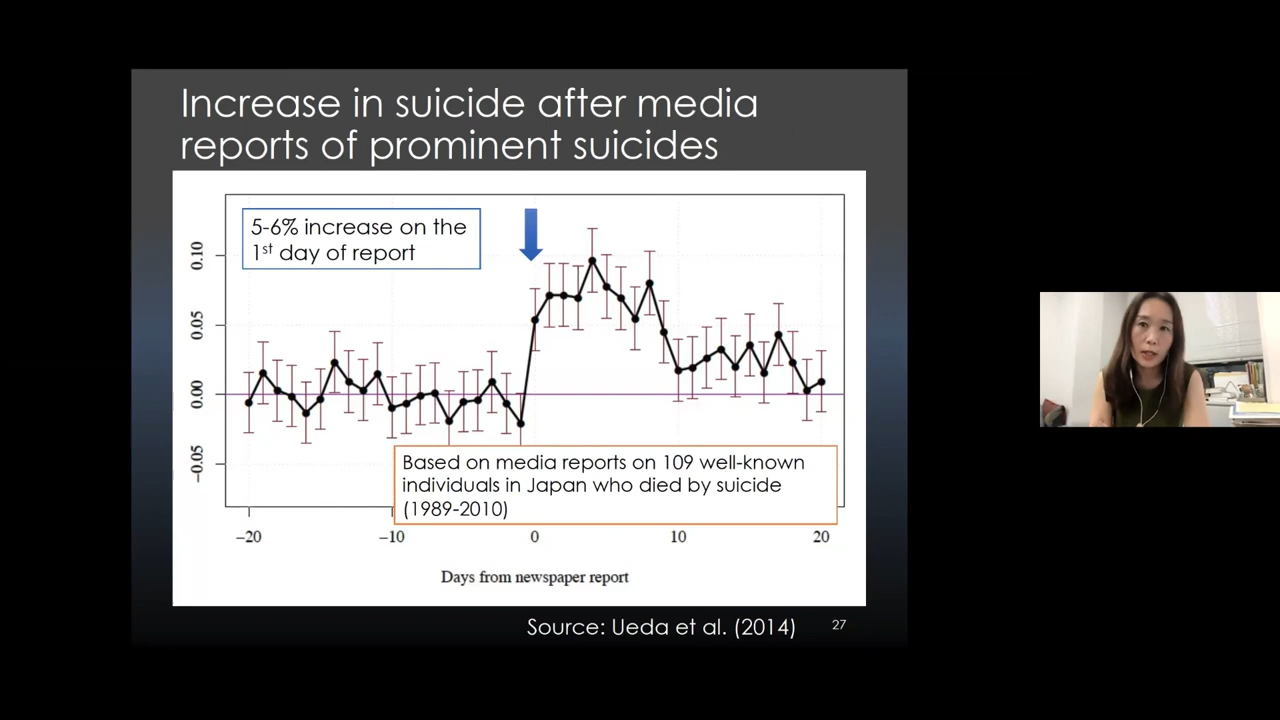 Increase in suicide after media
reports of prominent suicides
5-6% increase on the
1st day of report
0.10
0.05
0.00
−0.05
Based on media reports on 109 well-known
individuals in Japan who died by suicide
(1989-2010)
−20
−10
0
10
20
Days from newspaper report
Source: Ueda et al. (2014)
27